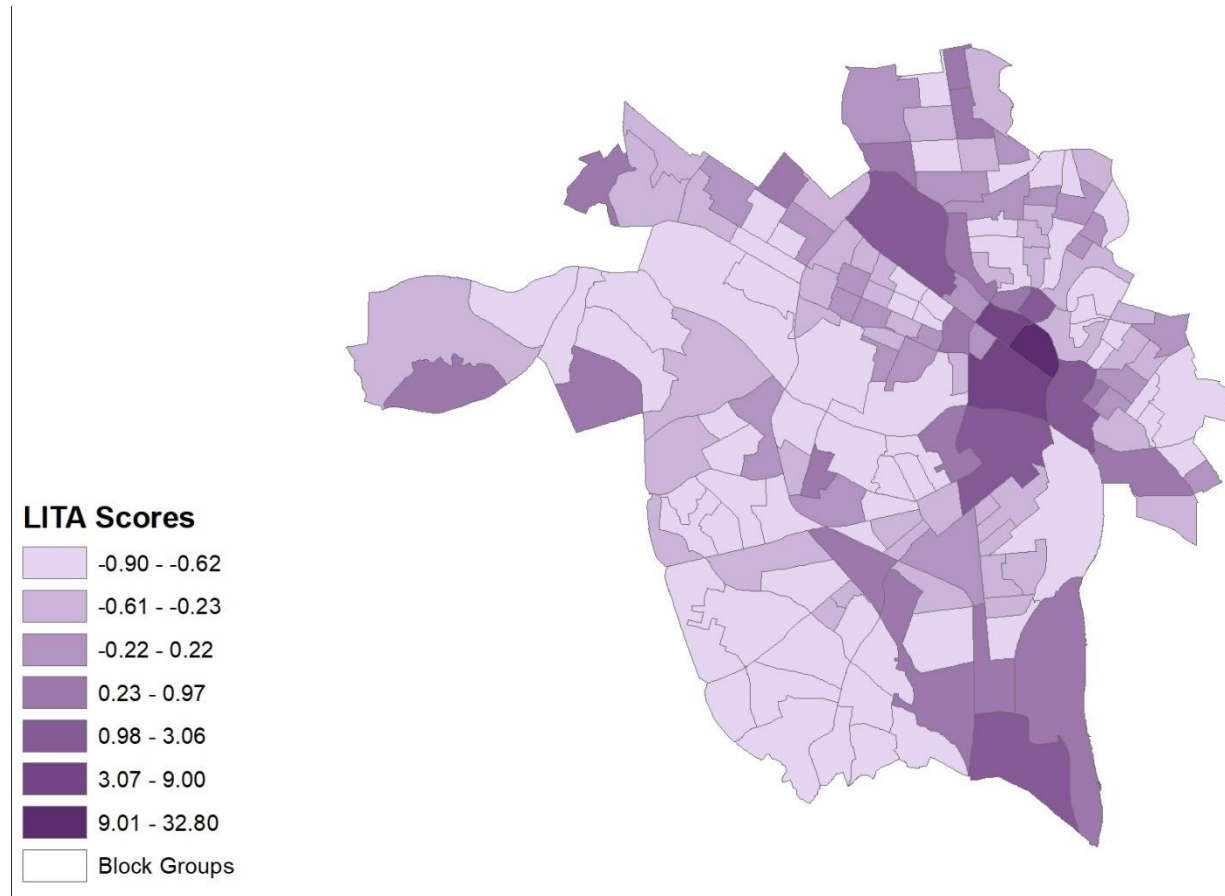 LITA Scores
-0.90 - -0.62
-0.61 - -0.23
-0.22 - 0.22
0.23 - 0.97
0.98 - 3.06
3.07 - 9.00
9.01 - 32.80
Block Groups